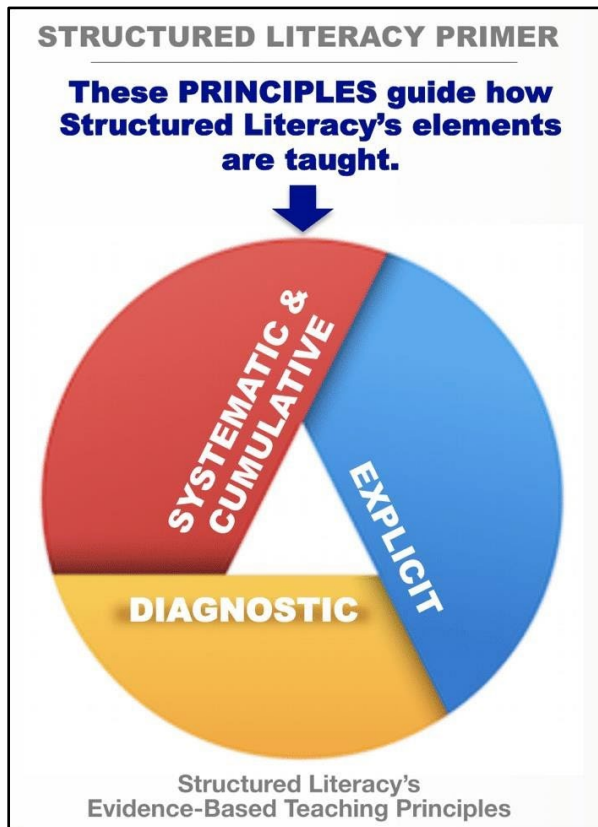 STRUCTURED LITERACY PRIMER
These PRINCIPLES guide how
Structured Literacy’s elements
are taught.
SYSTEMATIC &
CUMULATIVE
EXPLICIT
DIAGNOSTIC
Structured Literacy’s
Evidence-Based Teaching Principles